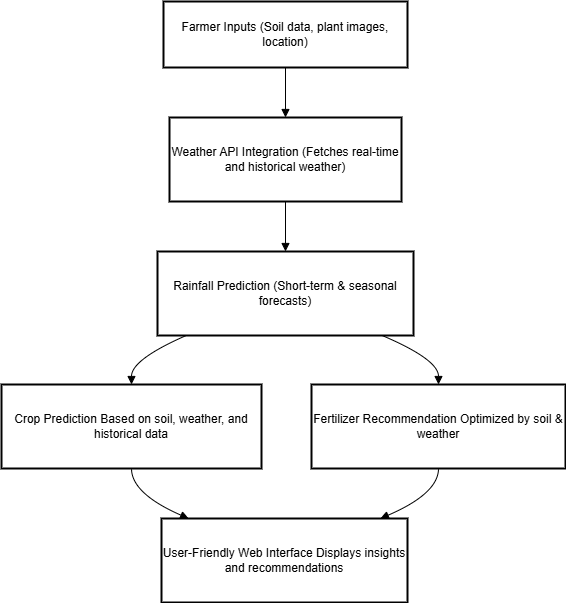 Farmer Inputs (Soil data, plant images,
location)
Weather API Integration (Fetches real-time
and historical weather)
Rainfall Prediction (Short-term & seasonal
forecasts)
Crop Prediction Based on soil, weather, and
historical data
Fertilizer Recommendation Optimized by soil &
weather
User-Friendly Web Interface Displays insights
and recommendations